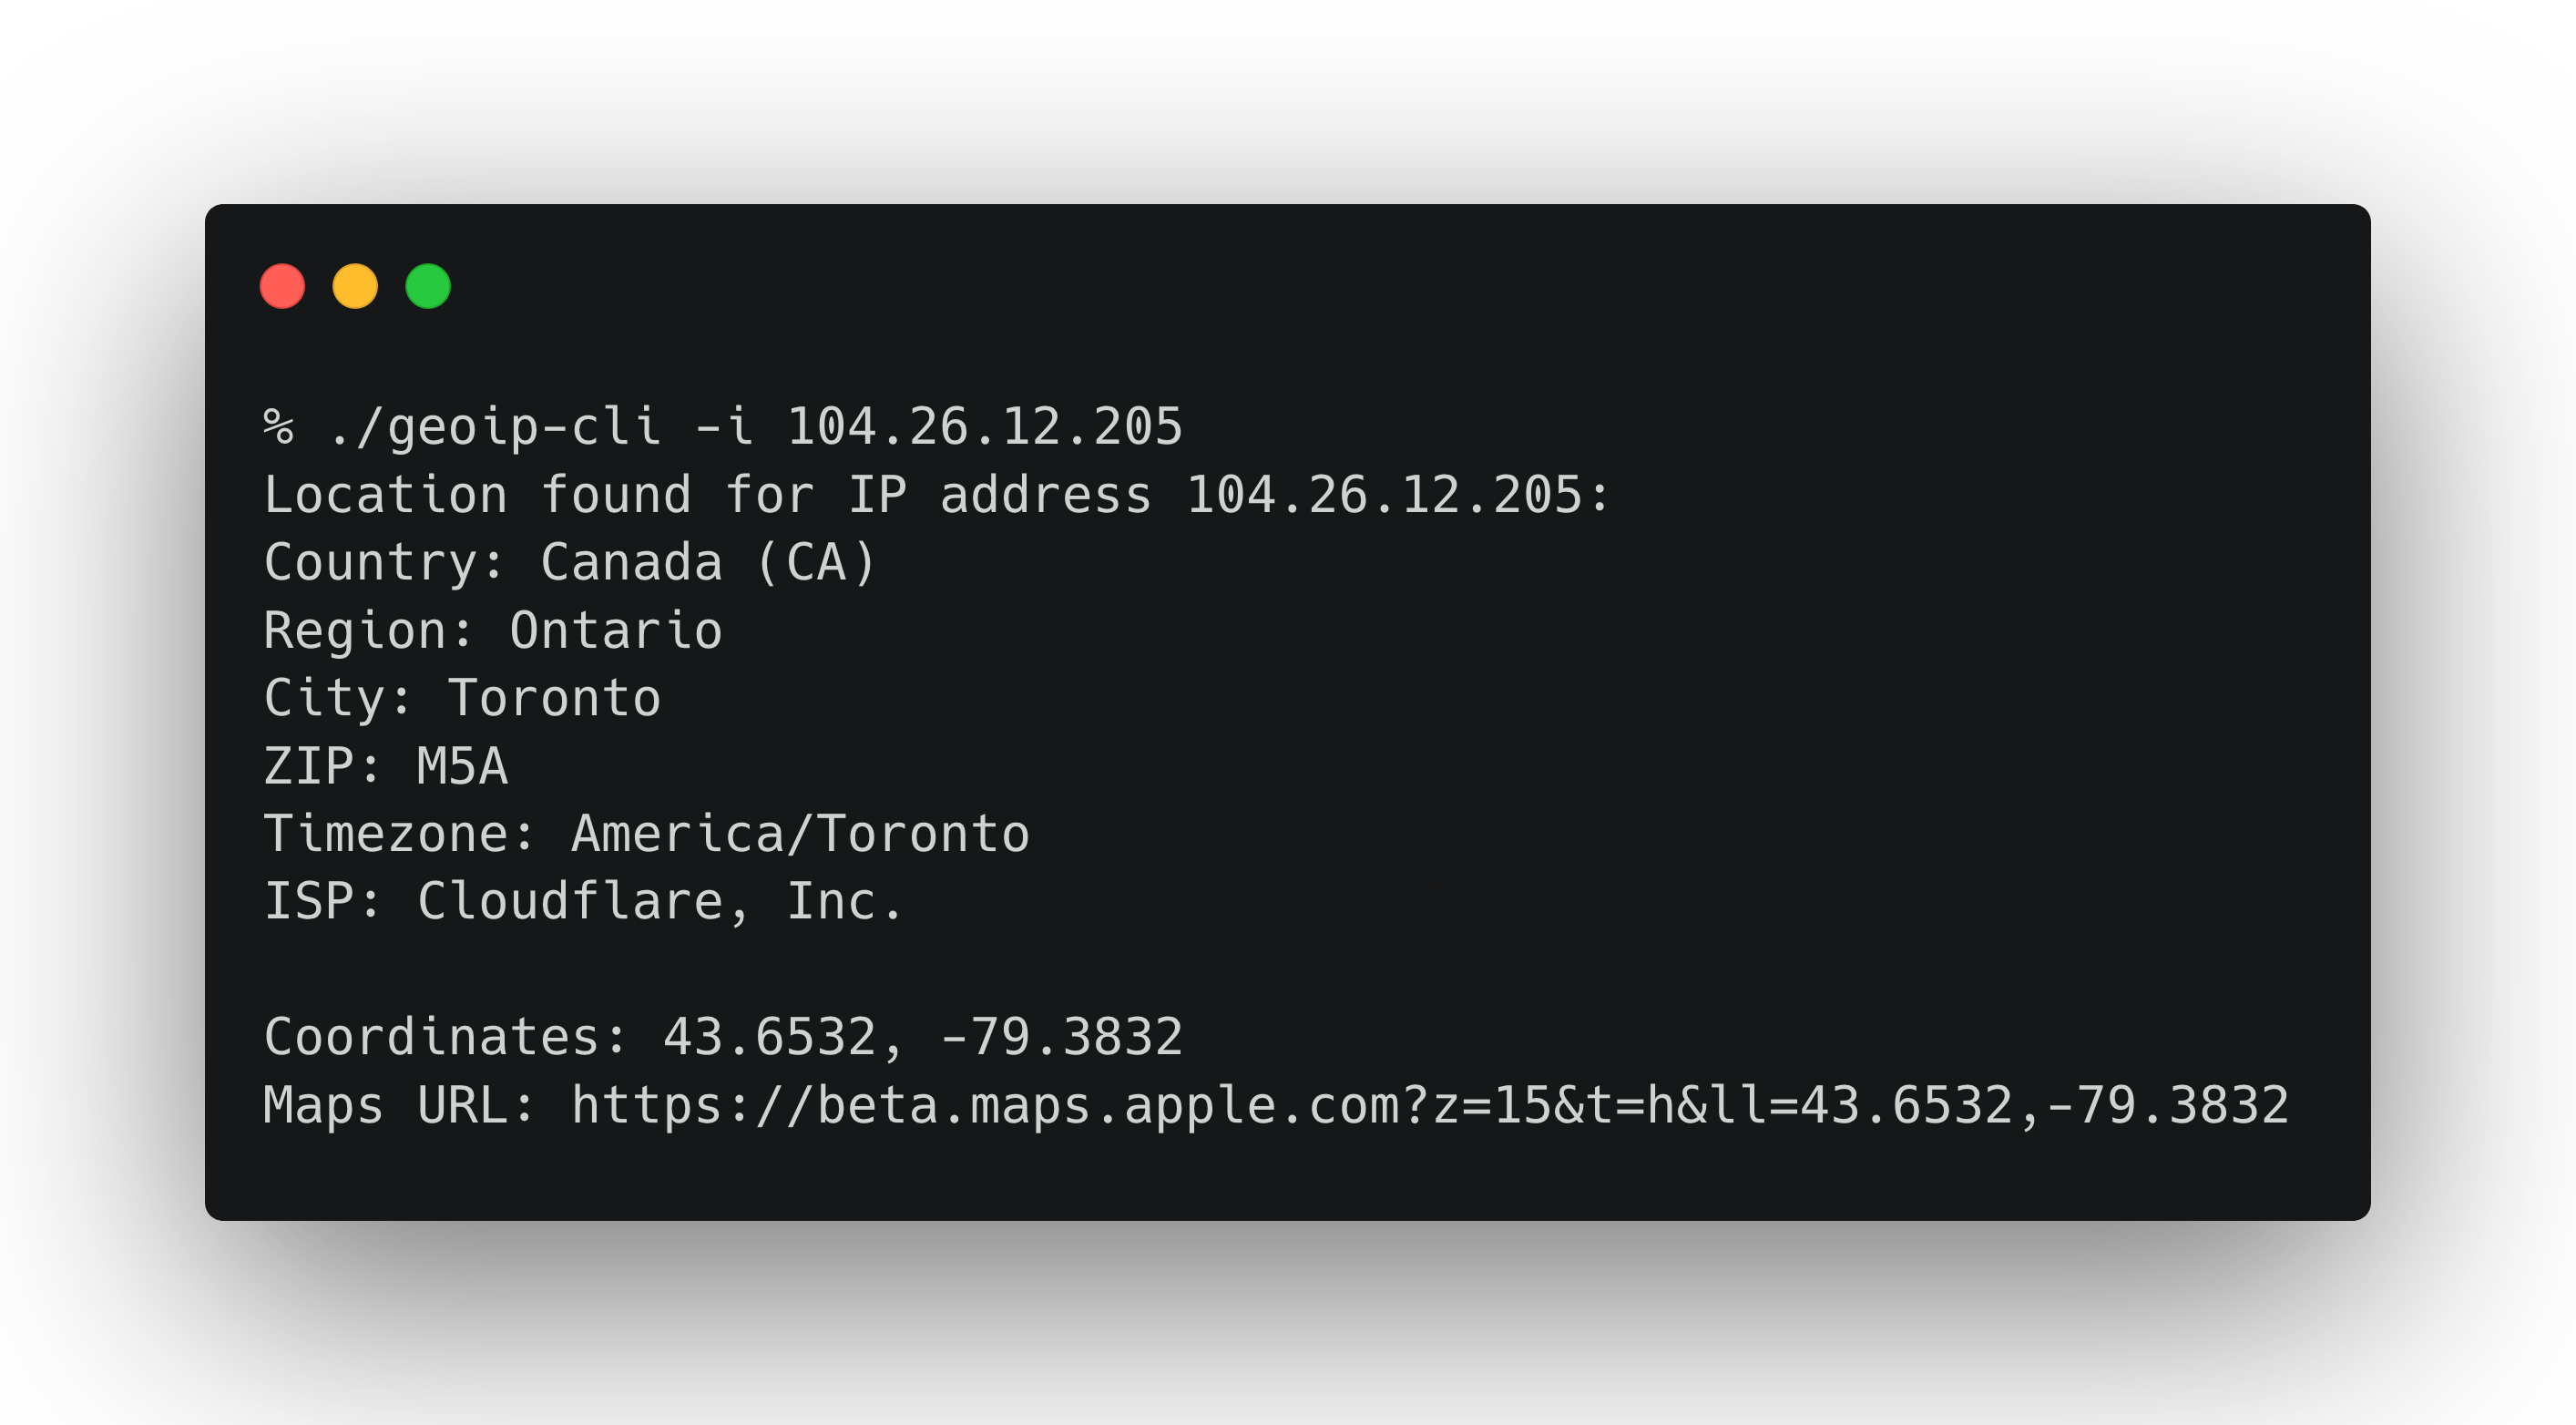 % ./geoip-cli -i 104.26.12.205
Location found for IP address 104.26.12.205:
Country: Canada (CA)
Region: Ontario
City: Toronto
ZIP: M5A
Timezone: America/Toronto
ISP: Cloudflare, Inc.
Coordinates: 43.6532, -79.3832
Maps URL: https://beta.maps.apple.com?z=15&t=h&ll=43.6532,-79.3832